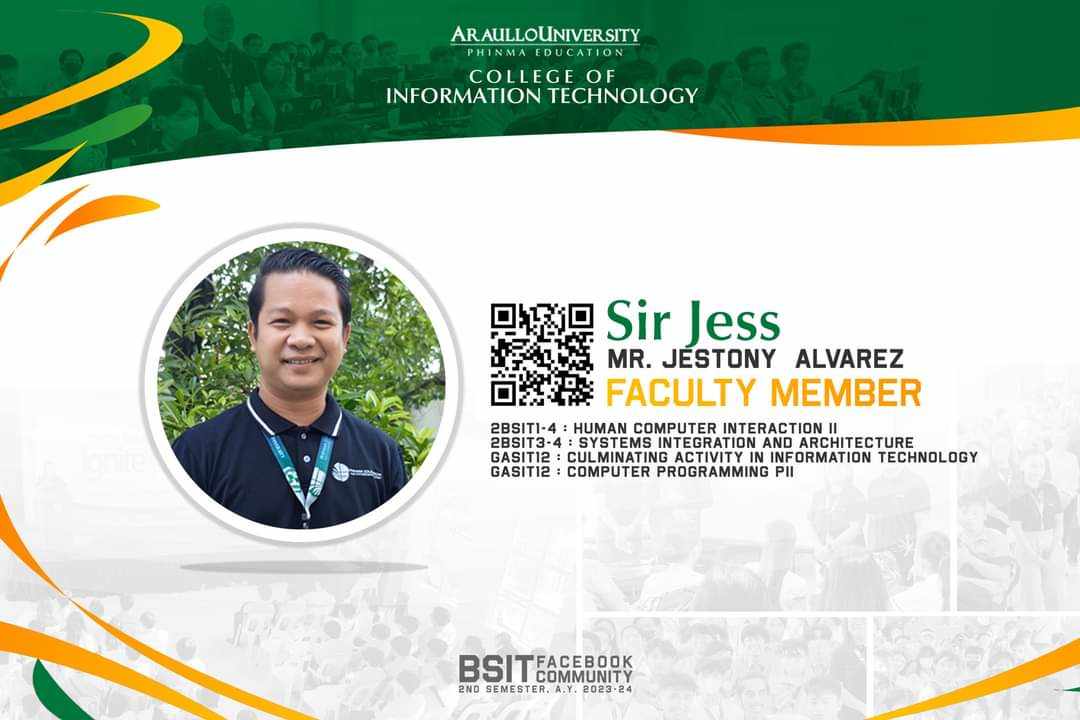 ARAULLOUNIVERSITY
PHINMA EDUCATION
COLLEGE OF
INFORMATION TECHNOLOGY
Sir Jess
MR. JESTONY ALVAREZ
FACULTY MEMBER
2BSIT1-4 : HUMAN COMPUTER INTERACTION II
2BSIT3-4 : SYSTEMS INTEGRATION AND ARCHITECTURE
GASIT12 : CULMINATING ACTIVITY IN INFORMATION TECHNOLOGY
GASIT12 : COMPUTER PROGRAMMING PII
Ignite
BSIT FACEBOOK
COMMUNITY
2ND SEMESTER, A.Y. 2023-24